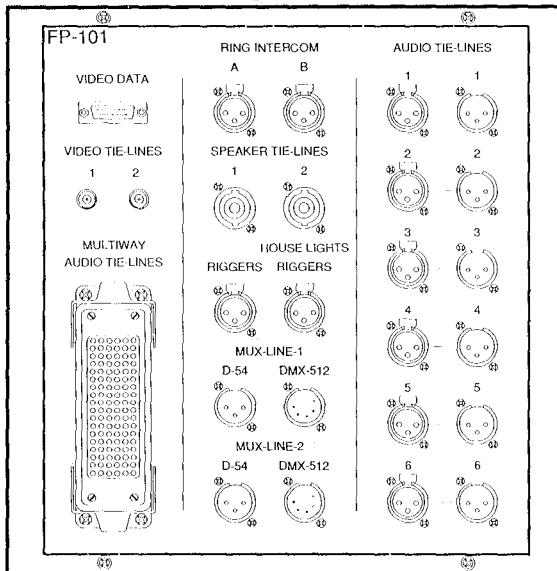 FP-101
VIDEO DATA
VIDEO TIE-LINES
1 2
MULTIWAY
AUDIO TIE-LINES
RING INTERCOM
A B
SPEAKER TIE-LINES
1 2
HOUSE LIGHTS
RIGGERS RIGGERS
MUX-LINE-1
D-54 DMX-512
MUX-LINE-2
D-54 DMX-512
AUDIO TIE-LINES
1 1
2 2
3 3
4 4
5 5
6 6